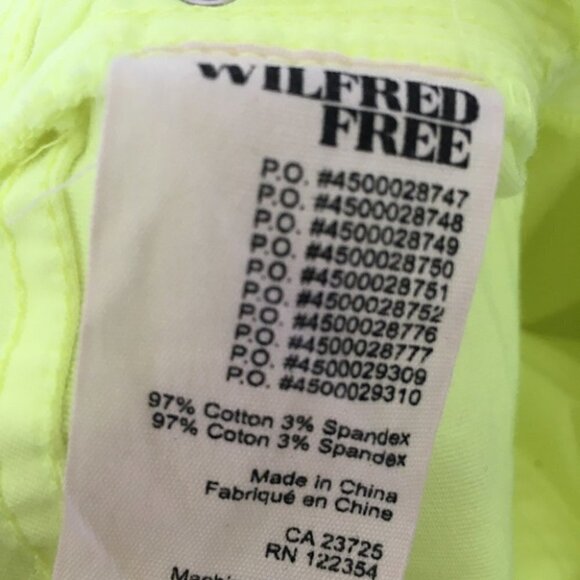 WILFRED
FREE
P.O. #4500028747
P.O. #4500028748
P.O. #4500028749
P.O. #4500028750
P.O. #4500028751
P.O. #4500028752
P.O. #4500028776
P.O. #4500028777
P.O. #4500029309
P.O. #4500029310
97% Cotton 3% Spandex
97% Coton 3% Spandex
Made in China
Fabriqué en Chine
CA 23725
RN 122354